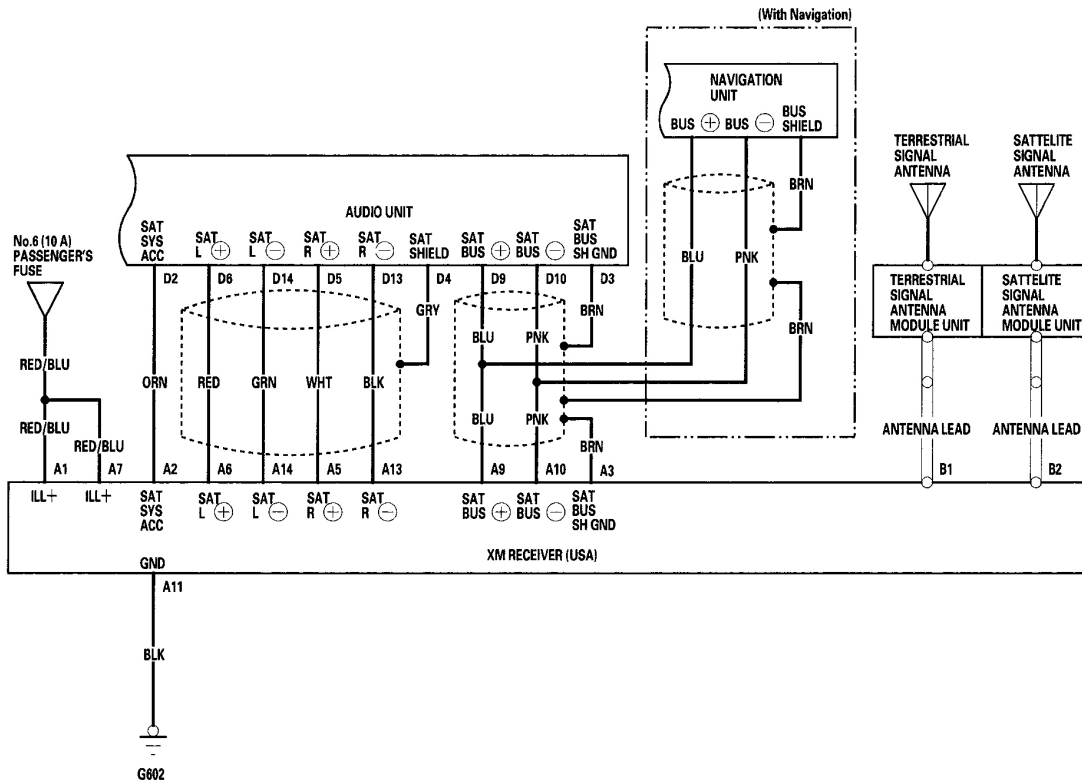 (With Navigation)
NAVIGATION
UNIT
BUS ⊕ BUS ⊖ BUS
SHIELD
TERRESTRIAL
SIGNAL
ANTENNA
SATTELITE
SIGNAL
ANTENNA
BRN
BLU
PNK
BRN
AUDIO UNIT
SAT
SYS
ACC
SAT
L ⊕
SAT
L ⊖
SAT
R ⊕
SAT
R ⊖
SAT
SHIELD
SAT
BUS ⊕
SAT
BUS ⊖
SAT
BUS
SH GND
No.6 (10 A)
PASSENGER'S
FUSE
D2
D6
D14
D5
D13
D4
D9
D10
D3
TERRESTRIAL
SIGNAL
ANTENNA
MODULE UNIT
SATTELITE
SIGNAL
ANTENNA
MODULE UNIT
GRY
BRN
BLU
PNK
RED/BLU
ORN
RED
GRN
WHT
BLK
RED/BLU
RED/BLU
BLU
PNK
BRN
ANTENNA LEAD
ANTENNA LEAD
A1
A7
A2
A6
A14
A5
A13
A9
A10
A3
B1
B2
ILL+
ILL+
SAT
SYS
ACC
SAT
L ⊕
SAT
L ⊖
SAT
R ⊕
SAT
R ⊖
SAT
BUS ⊕
SAT
BUS ⊖
SAT
BUS
SH GND
XM RECEIVER (USA)
GND
A11
BLK
G602